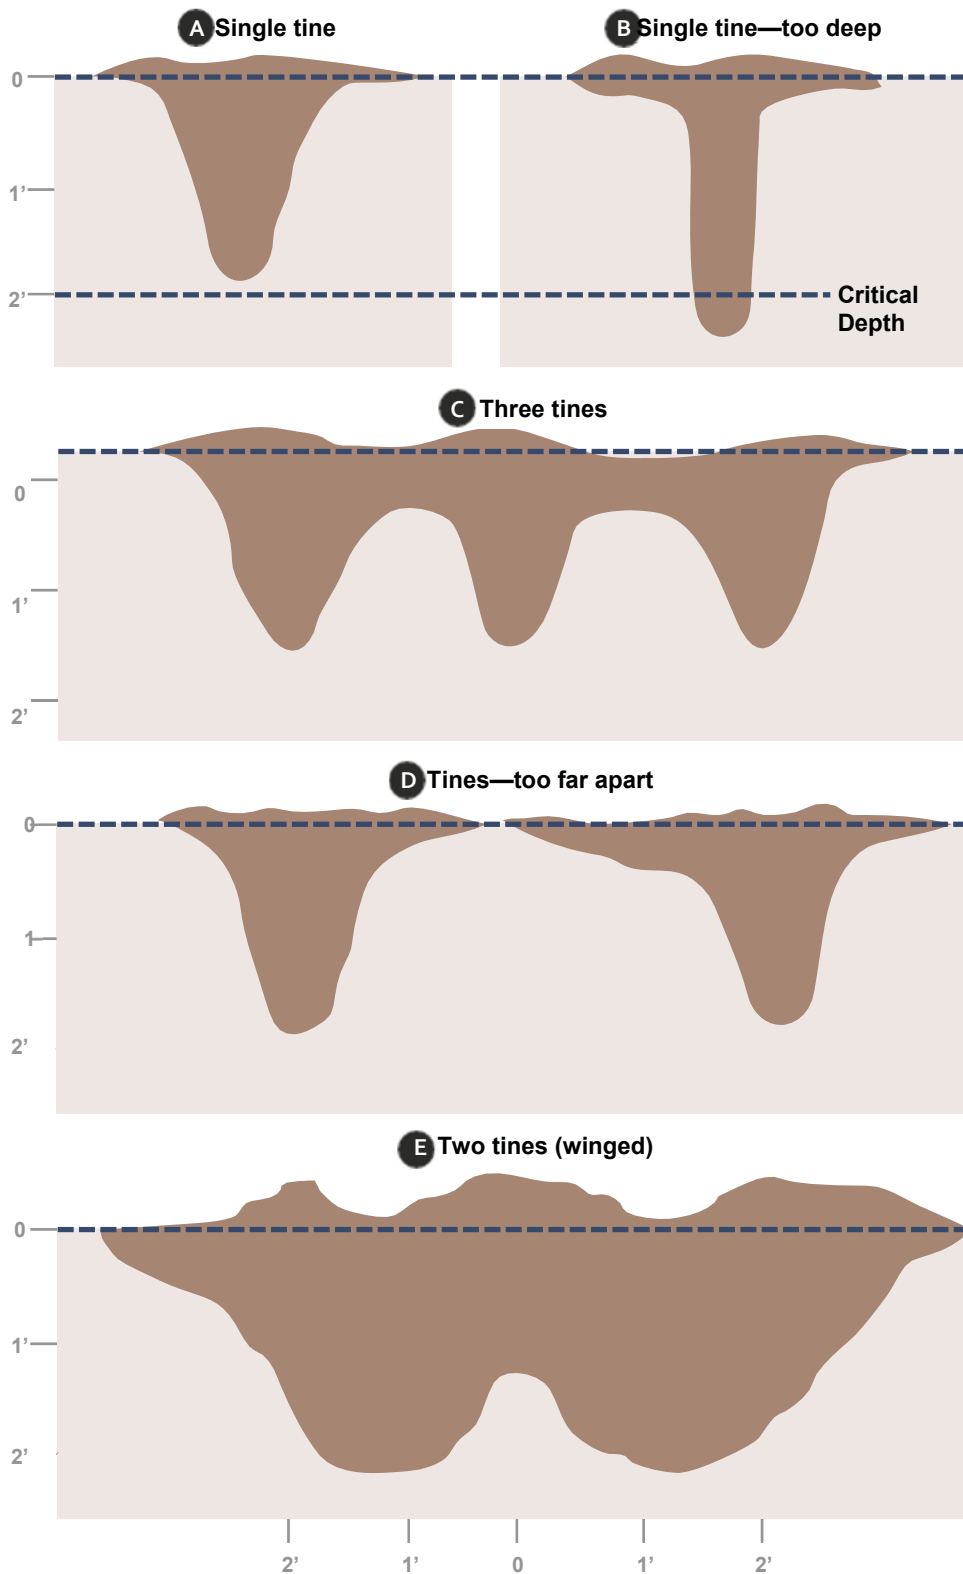 A Single tine
B Single tine—too deep
0
1’
2’
Critical
Depth
C Three tines
0
1’
2’
D Tines—too far apart
0
1
2’
E Two tines (winged)
0
1’
2’
2’ 1’ 0 1’ 2’